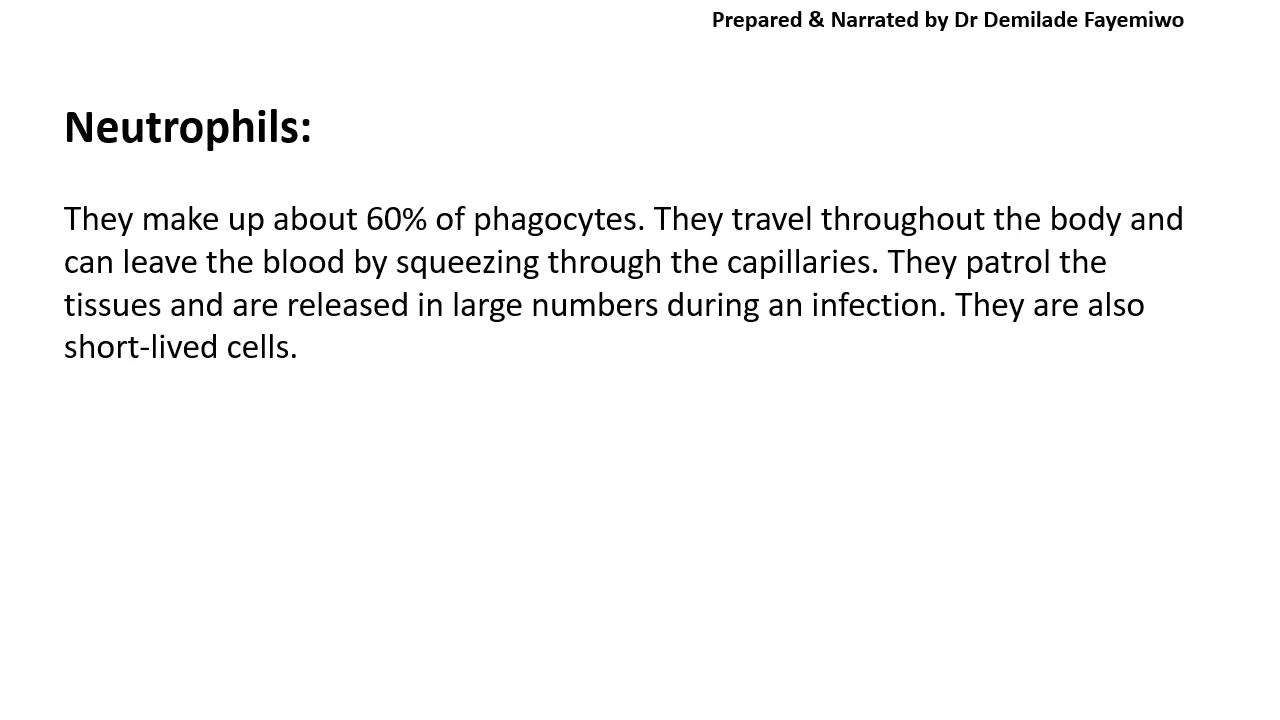 Prepared & Narrated by Dr Demilade Fayemiwo
Neutrophils:
They make up about 60% of phagocytes. They travel throughout the body and
can leave the blood by squeezing through the capillaries. They patrol the
tissues and are released in large numbers during an infection. They are also
short-lived cells.